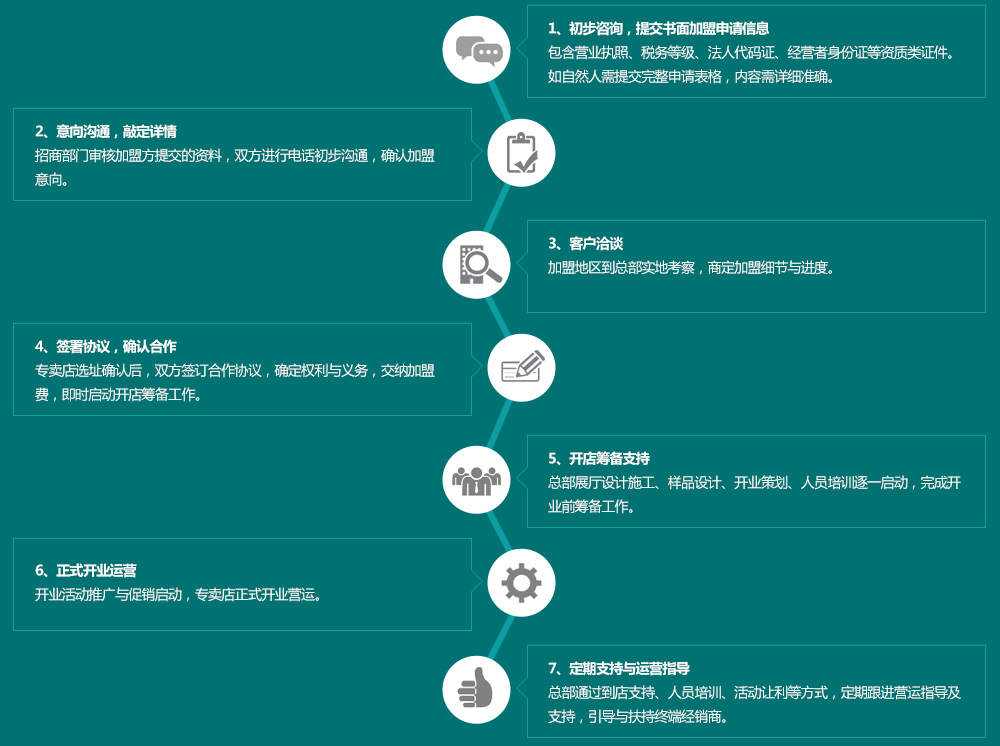 1、初步咨询，提交书面加盟申请信息
包含营业执照、税务等级、法人代码证、经营者身份证等资质类证件。
如自然人需提交完整申请表格，内容需详细准确。
2、意向沟通，敲定详情
招商部门审核加盟方提交的资料，双方进行电话初步沟通，确认加盟
意向。
3、客户洽谈
加盟地区到总部实地考察，商定加盟细节与进度。
4、签署协议，确认合作
专卖店选址确认后，双方签订合作协议，确定权利与义务，交纳加盟
费，即时启动开店筹备工作。
5、开店筹备支持
总部展厅设计施工、样品设计、开业策划、人员培训逐一启动，完成开
业前筹备工作。
6、正式开业运营
开业活动推广与促销启动，专卖店正式开业营运。
7、定期支持与运营指导
总部通过到店支持、人员培训、活动让利等方式，定期跟进营运指导及
支持，引导与扶持终端经销商。